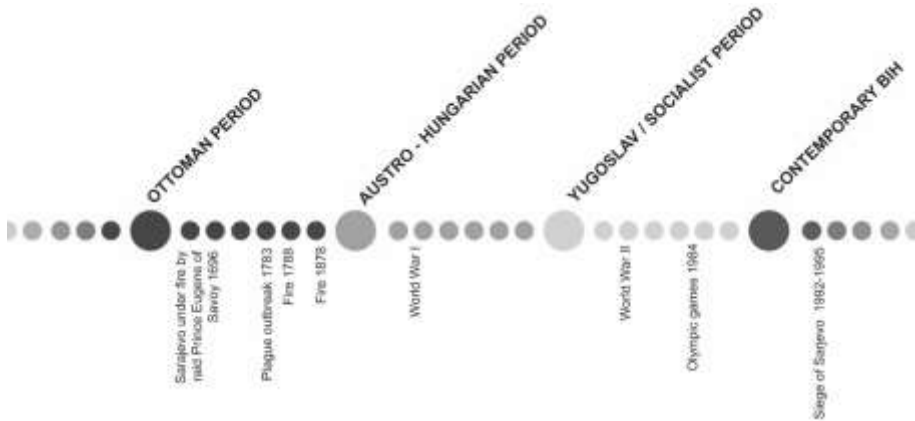 OTTOMAN PERIOD
AUSTRO - HUNGARIAN PERIOD
YUGOSLAV / SOCIALIST PERIOD
CONTEMPORARY BIH
Sarajevo under fire by
raid Prince Eugene of
Savoy 1696
Plague outbreak 1783
Fire 1788
Fire 1878
World War I
World War II
Olympic games 1984
Siege of Sarjevo 1992-1995